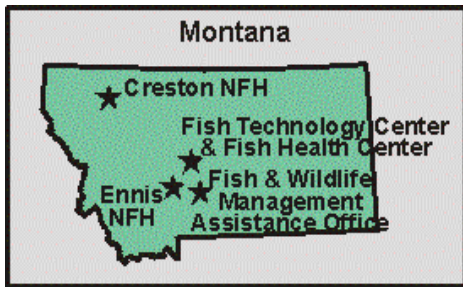 Montana
Creston NFH
Fish Technology Center
& Fish Health Center
Ennis
NFH
Fish & Wildlife
Management
Assistance Office